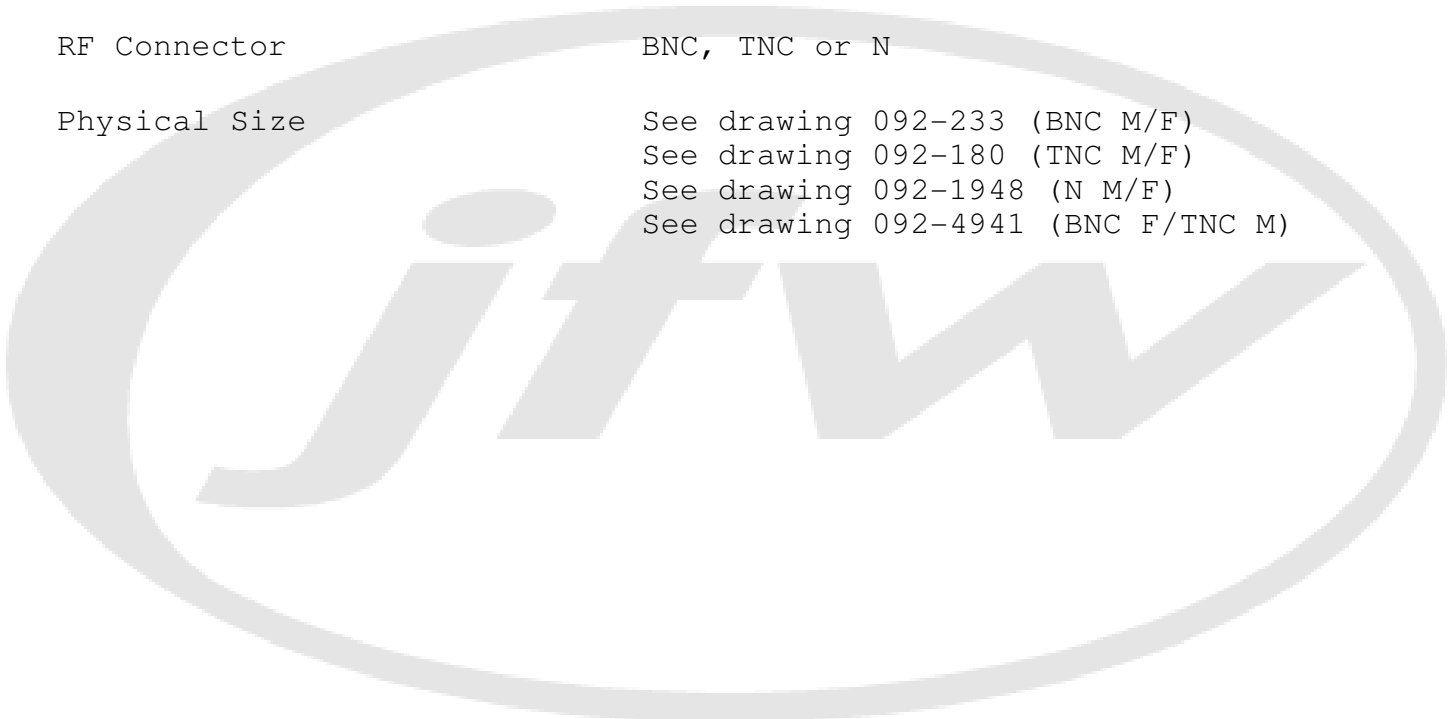 RF Connector BNC, TNC or N
Physical Size See drawing 092-233 (BNC M/F)
See drawing 092-180 (TNC M/F)
See drawing 092-1948 (N M/F)
See drawing 092-4941 (BNC F/TNC M)
jfw